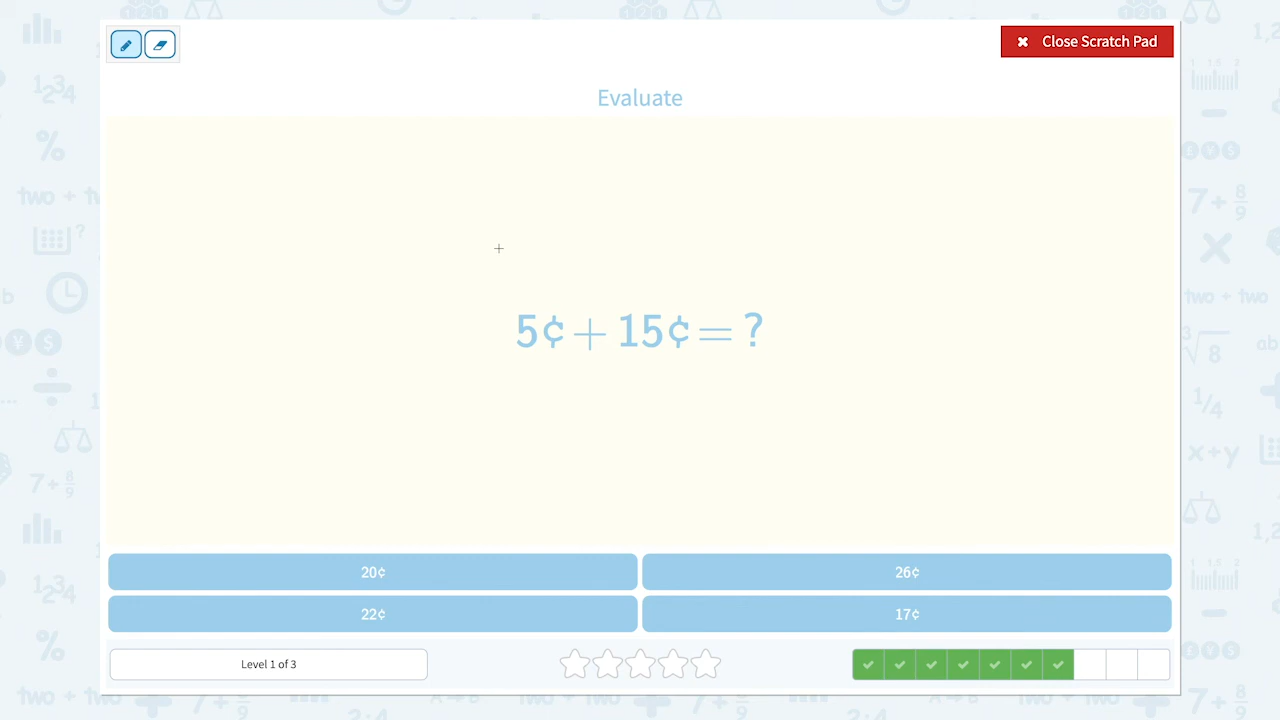 Close Scratch Pad
Evaluate
5¢ + 15¢ = ?
20¢
26¢
22¢
17¢
Level 1 of 3